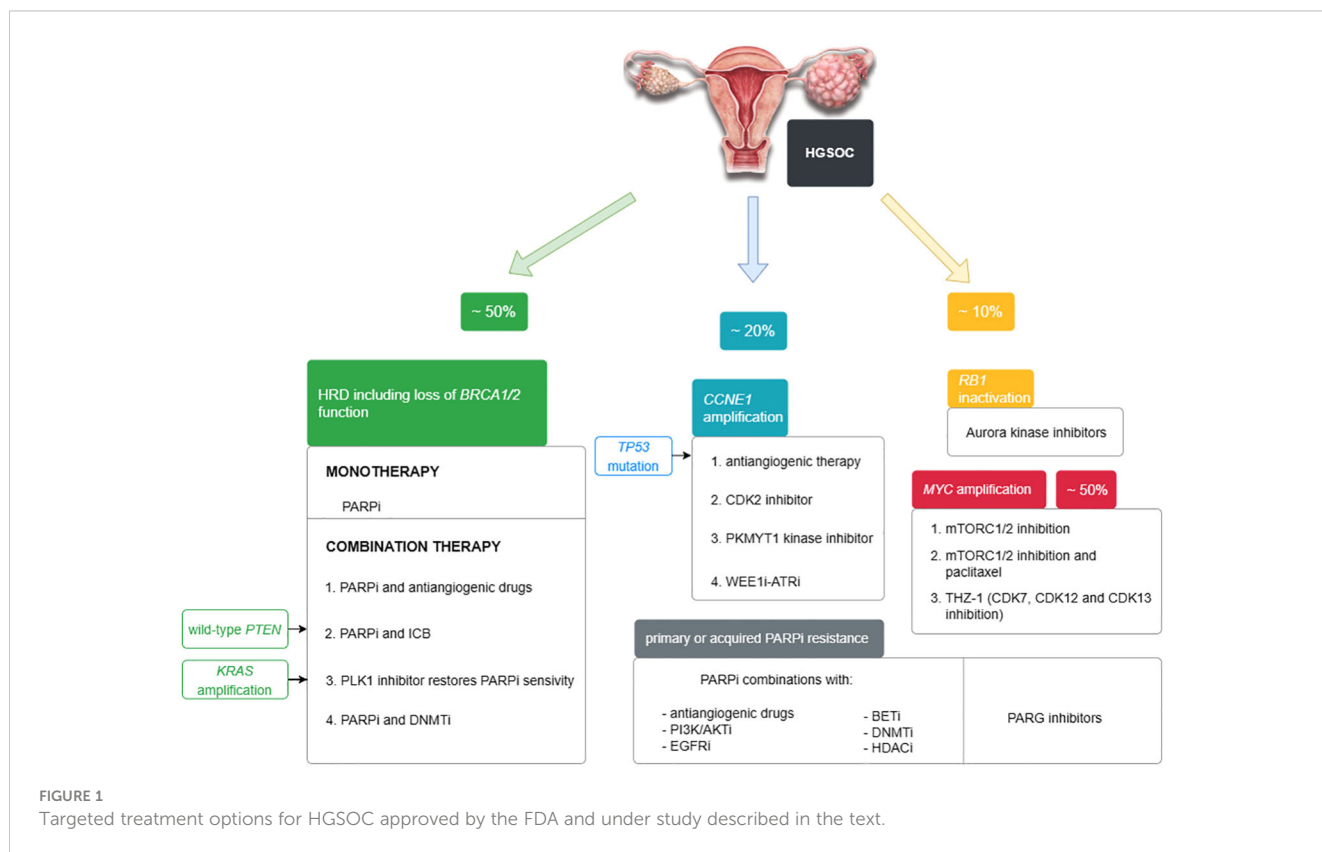 HGSOC
~ 50%
~ 20%
~ 10%
HRD including loss of BRCA1/2
function
MONOTHERAPY
PARPi
COMBINATION THERAPY
1. PARPi and antiangiogenic drugs
wild-type PTEN
2. PARPi and ICB
KRAS
amplification
3. PLK1 inhibitor restores PARPi sensivity
4. PARPi and DNMTi
CCNE1
amplification
TP53
mutation
1. antiangiogenic therapy
2. CDK2 inhibitor
3. PKMYT1 kinase inhibitor
4. WEE1i-ATRi
RB1
inactivation
Aurora kinase inhibitors
MYC amplification
~ 50%
1. mTORC1/2 inhibition
2. mTORC1/2 inhibition and
paclitaxel
3. THZ-1 (CDK7, CDK12 and CDK13
inhibition)
primary or acquired PARPi resistance
PARPi combinations with:
- antiangiogenic drugs
- PI3K/AKTi
- EGFRi
- BETi
- DNMTi
- HDACi
PARG inhibitors
FIGURE 1
Targeted treatment options for HGSOC approved by the FDA and under study described in the text.